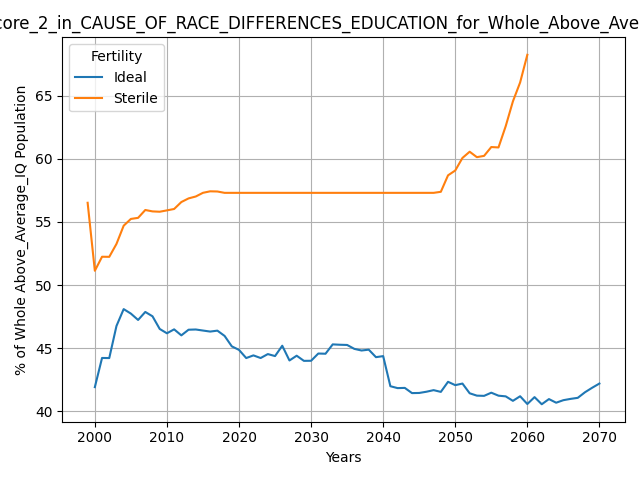 core_2_in_CAUSE_OF_RACE_DIFFERENCES_EDUCATION_for_Whole_Above_Ave
Fertility
Ideal
Sterile
% of Whole Above_Average_IQ Population
65
60
55
50
45
40
2000 2010 2020 2030 2040 2050 2060 2070
Years